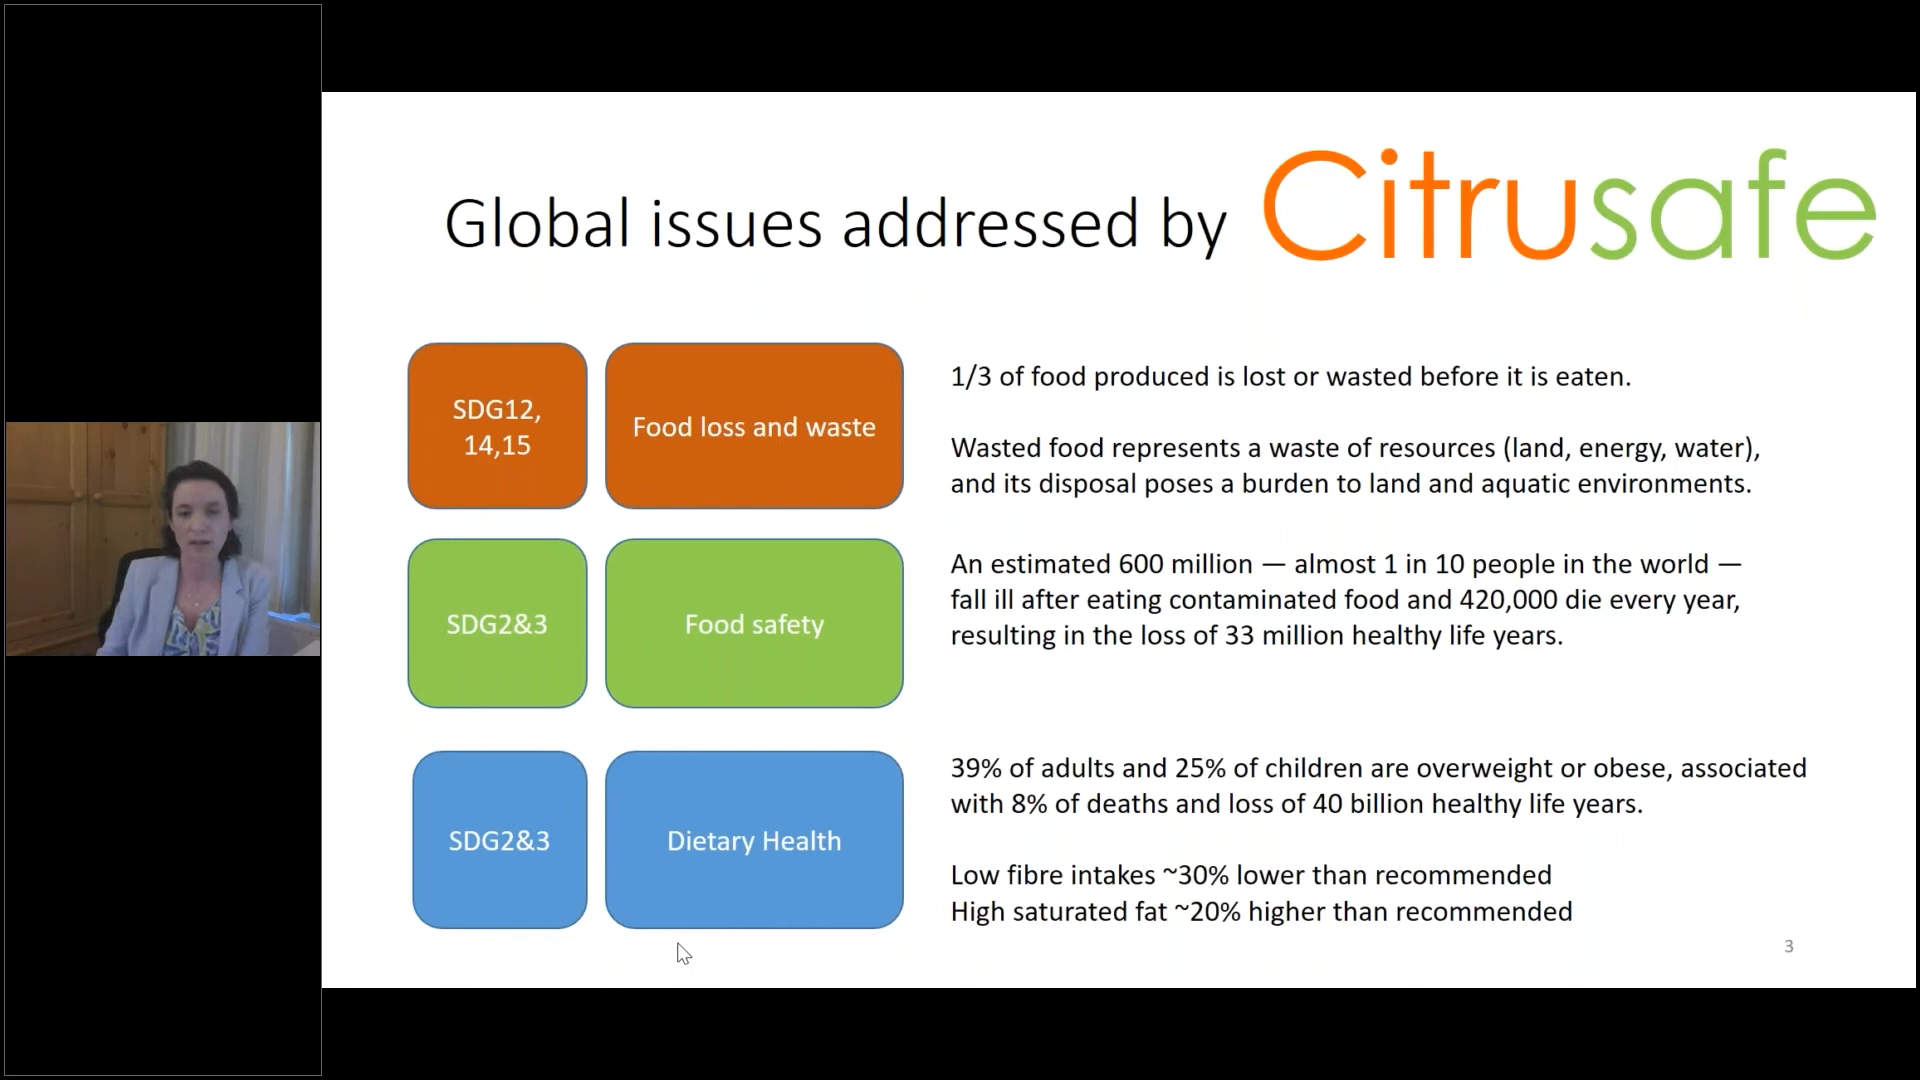 Global issues addressed by Citrusafe
SDG12,
14,15
Food loss and waste
1/3 of food produced is lost or wasted before it is eaten.
Wasted food represents a waste of resources (land, energy, water),
and its disposal poses a burden to land and aquatic environments.
SDG2&3
Food safety
An estimated 600 million — almost 1 in 10 people in the world —
fall ill after eating contaminated food and 420,000 die every year,
resulting in the loss of 33 million healthy life years.
SDG2&3
Dietary Health
39% of adults and 25% of children are overweight or obese, associated
with 8% of deaths and loss of 40 billion healthy life years.
Low fibre intakes ~30% lower than recommended
High saturated fat ~20% higher than recommended
3